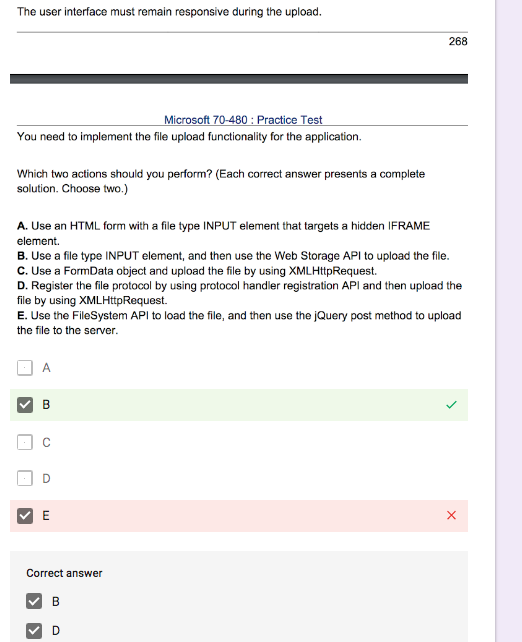 The user interface must remain responsive during the upload.
268
Microsoft 70-480 : Practice Test
You need to implement the file upload functionality for the application.
Which two actions should you perform? (Each correct answer presents a complete
solution. Choose two.)
A. Use an HTML form with a file type INPUT element that targets a hidden IFRAME
element.
B. Use a file type INPUT element, and then use the Web Storage API to upload the file.
C. Use a FormData object and upload the file by using XMLHttpRequest.
D. Register the file protocol by using protocol handler registration API and then upload the
file by using XMLHttpRequest.
E. Use the FileSystem API to load the file, and then use the jQuery post method to upload
the file to the server.
A
B
C
D
E
Correct answer
B
D